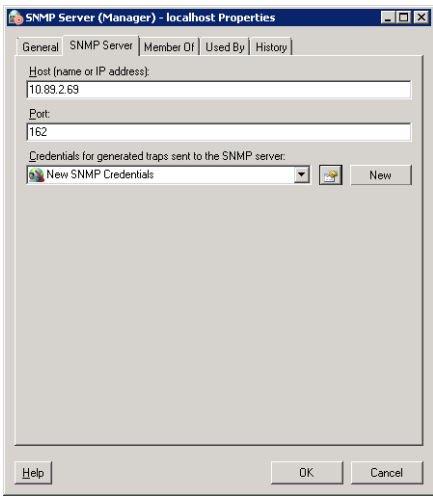 SNMP Server (Manager) - localhost Properties
General SNMP Server Member Of Used By History
Host (name or IP address):
10.89.2.69
Port:
162
Credentials for generated traps sent to the SNMP server:
New SNMP Credentials New
Help OK Cancel